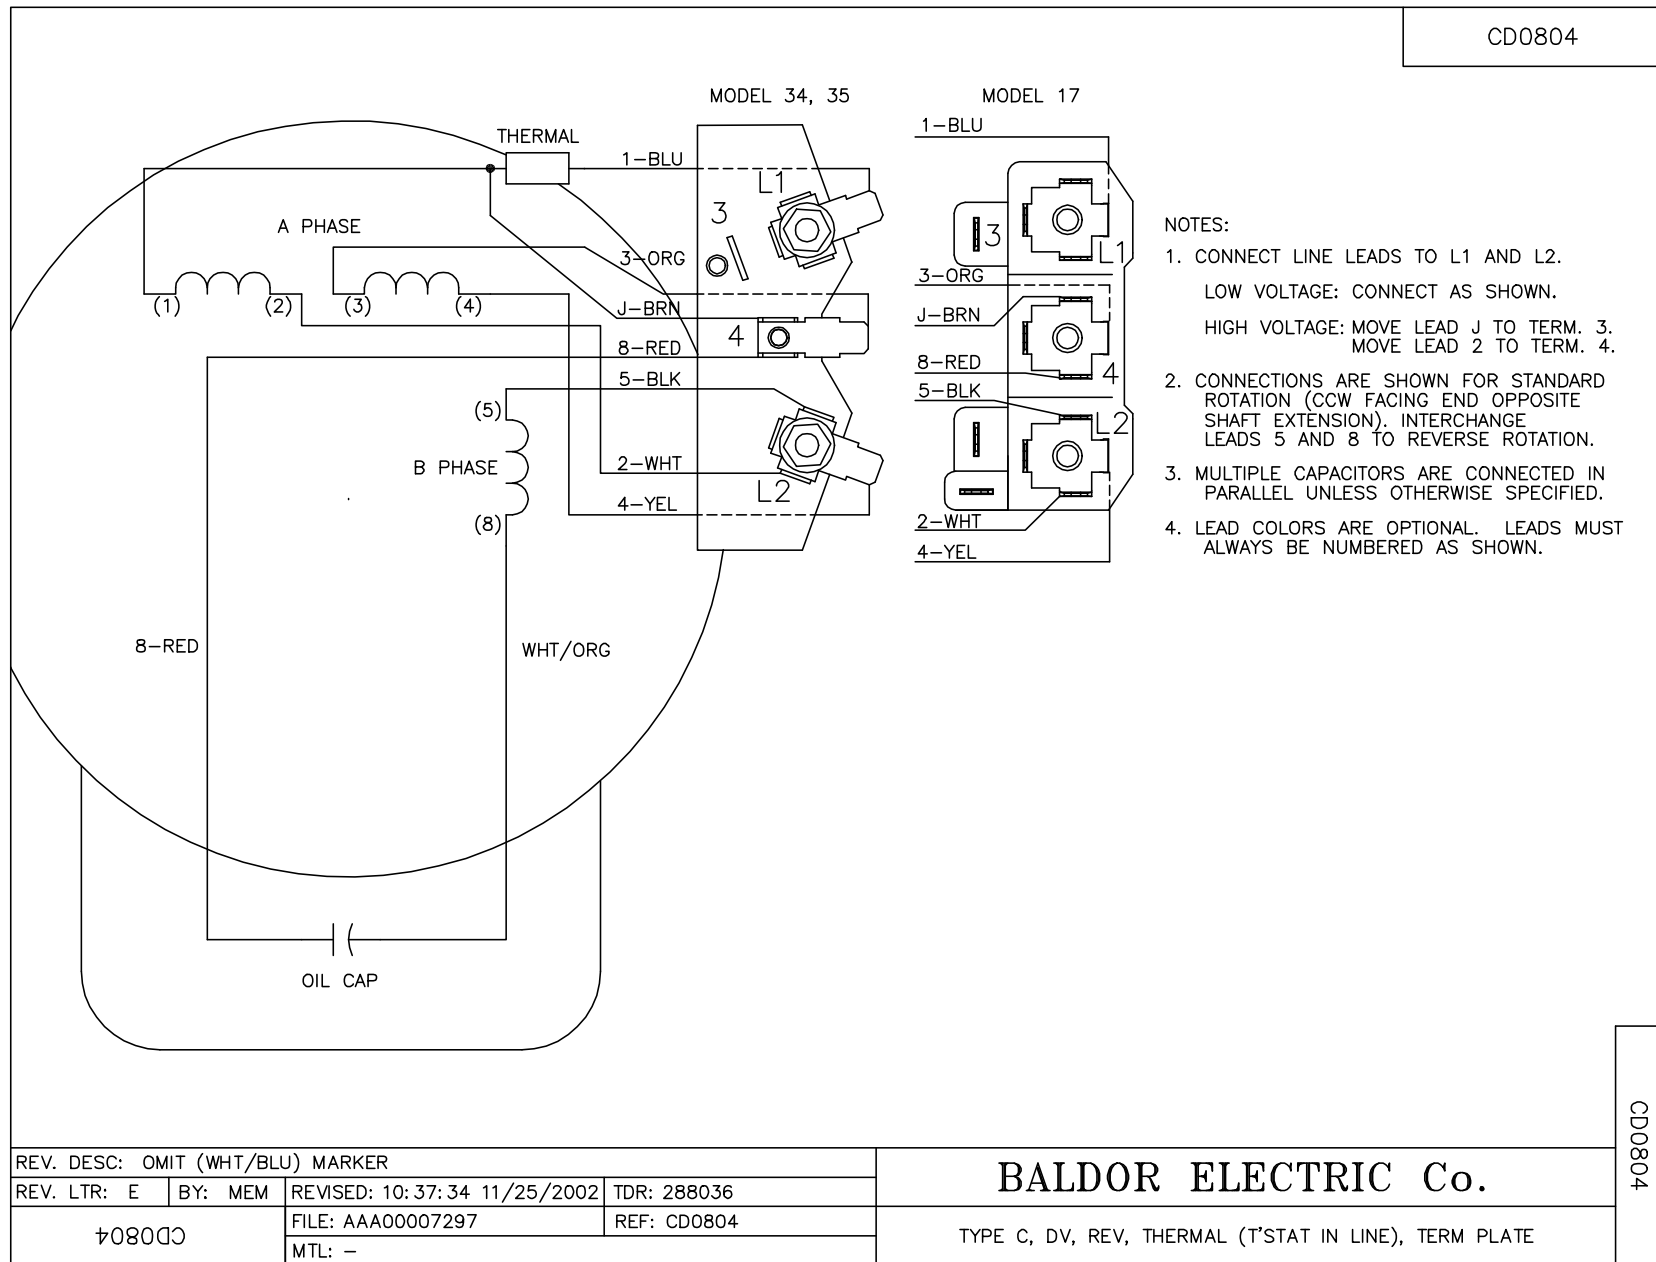 CD0804
MODEL 34, 35
MODEL 17
THERMAL
1-BLU
L1
3
A PHASE
3-ORG
(1)
(2)
(3)
(4)
J-BRN
4
8-RED
5-BLK
(5)
B PHASE
2-WHT
L2
4-YEL
(8)
8-RED
WHT/ORG
OIL CAP
1-BLU
3
L1
3-ORG
J-BRN
8-RED
4
5-BLK
L2
2-WHT
4-YEL
NOTES:
1. CONNECT LINE LEADS TO L1 AND L2.
LOW VOLTAGE: CONNECT AS SHOWN.
HIGH VOLTAGE: MOVE LEAD J TO TERM. 3.
MOVE LEAD 2 TO TERM. 4.
2. CONNECTIONS ARE SHOWN FOR STANDARD
ROTATION (CCW FACING END OPPOSITE
SHAFT EXTENSION). INTERCHANGE
LEADS 5 AND 8 TO REVERSE ROTATION.
3. MULTIPLE CAPACITORS ARE CONNECTED IN
PARALLEL UNLESS OTHERWISE SPECIFIED.
4. LEAD COLORS ARE OPTIONAL. LEADS MUST
ALWAYS BE NUMBERED AS SHOWN.
CD0804
REV. DESC: OMIT (WHT/BLU) MARKER
REV. LTR: E
BY: MEM
REVISED: 10:37:34 11/25/2002
TDR: 288036
CD0804
FILE: AAA00007297
REF: CD0804
MTL: -
BALDOR ELECTRIC Co.
TYPE C, DV, REV, THERMAL (T'STAT IN LINE), TERM PLATE